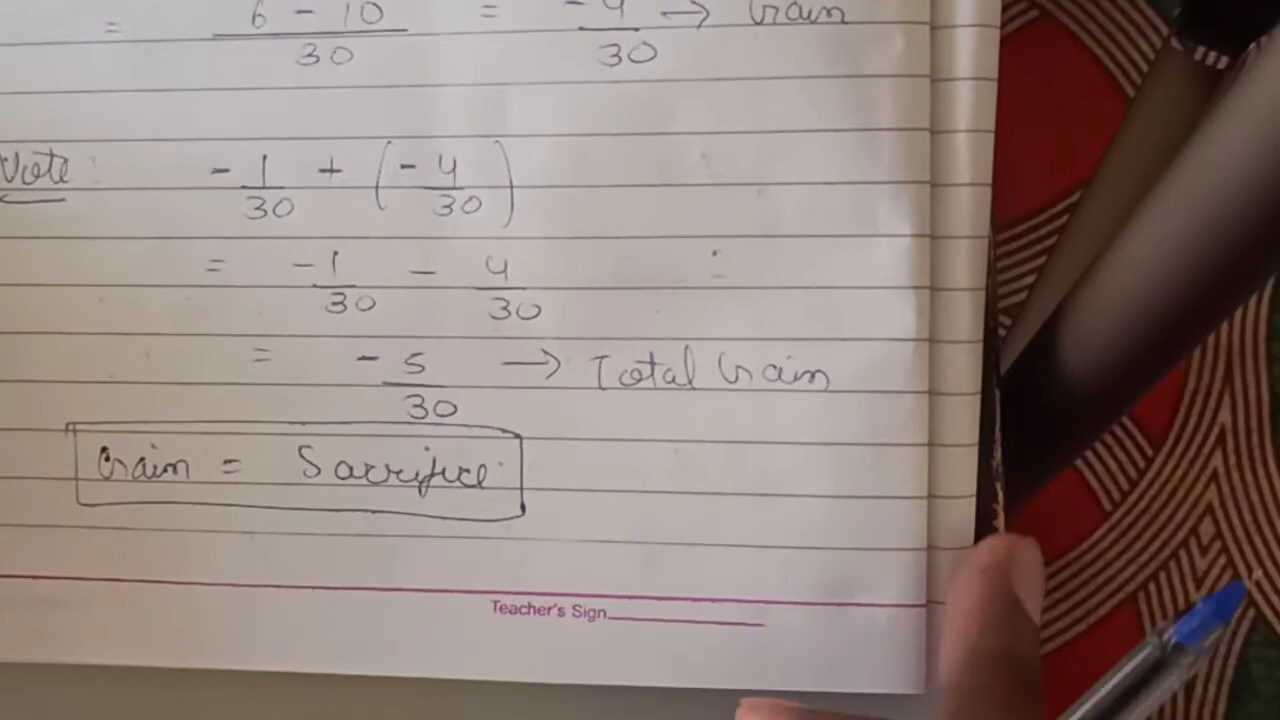 = 6 - 10 / 30 = - 4 / 30 → Gain
Note: - 1/30 + (- 4/30)
= - 1/30 - 4/30
= - 5/30 → Total Gain
Gain = Sacrifice
Teacher's Sign